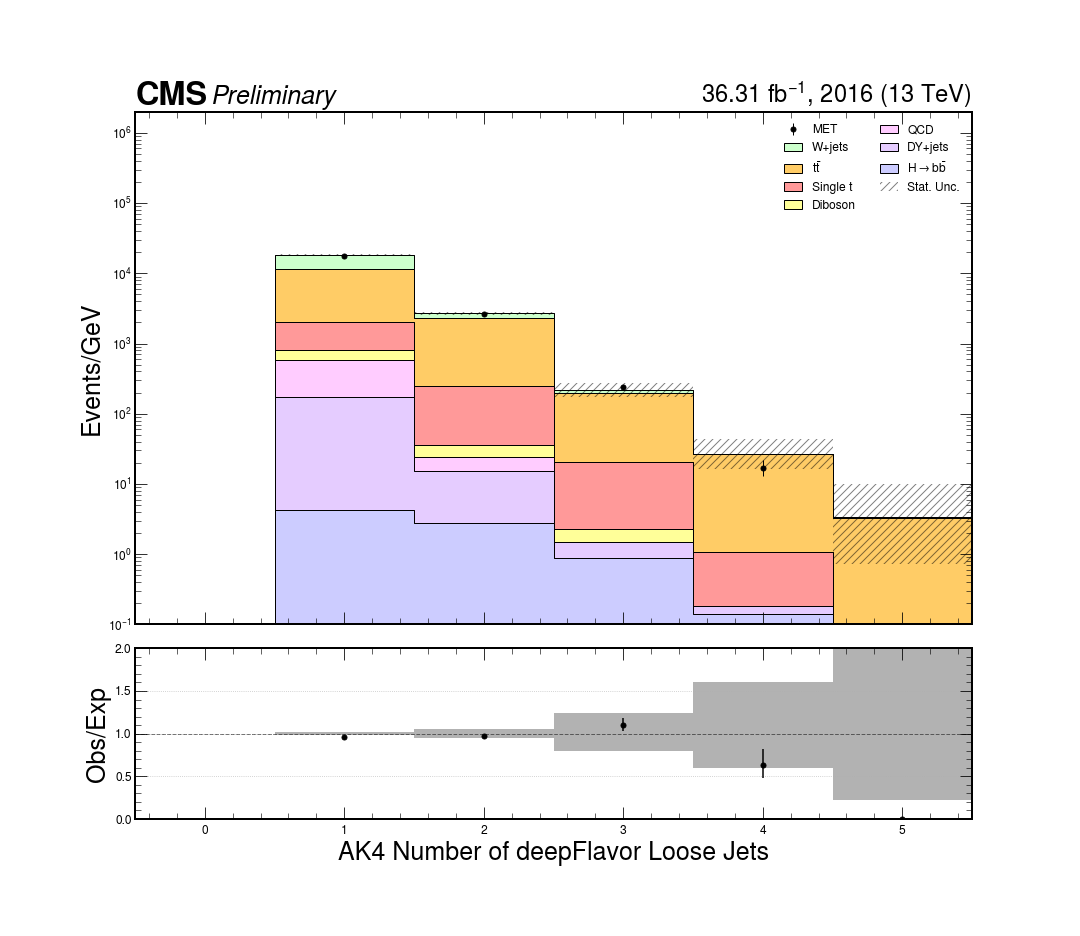 CMS Preliminary
36.31 fb⁻¹, 2016 (13 TeV)
Events/GeV
10⁶
10⁵
10⁴
10³
10²
10¹
10⁰
10⁻¹
MET
W+jets
tt̄
Single t
Diboson
QCD
DY+jets
H→bb̄
Stat. Unc.
Obs/Exp
2.0
1.5
1.0
0.5
0.0
0 1 2 3 4 5
AK4 Number of deepFlavor Loose Jets